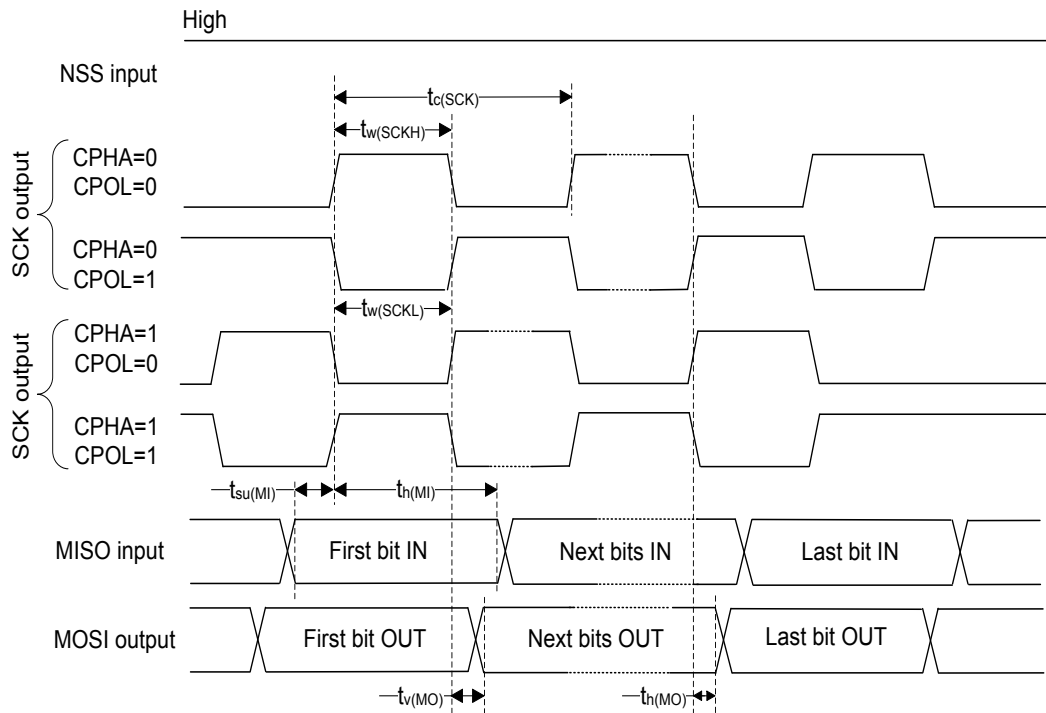 High
NSS input
tc(SCK)
tw(SCKH)
SCK output
CPHA=0
CPOL=0
CPHA=0
CPOL=1
tw(SCKL)
SCK output
CPHA=1
CPOL=0
CPHA=1
CPOL=1
tsu(MI)
th(MI)
MISO input
First bit IN
Next bits IN
Last bit IN
MOSI output
First bit OUT
Next bits OUT
Last bit OUT
tv(MO)
th(MO)